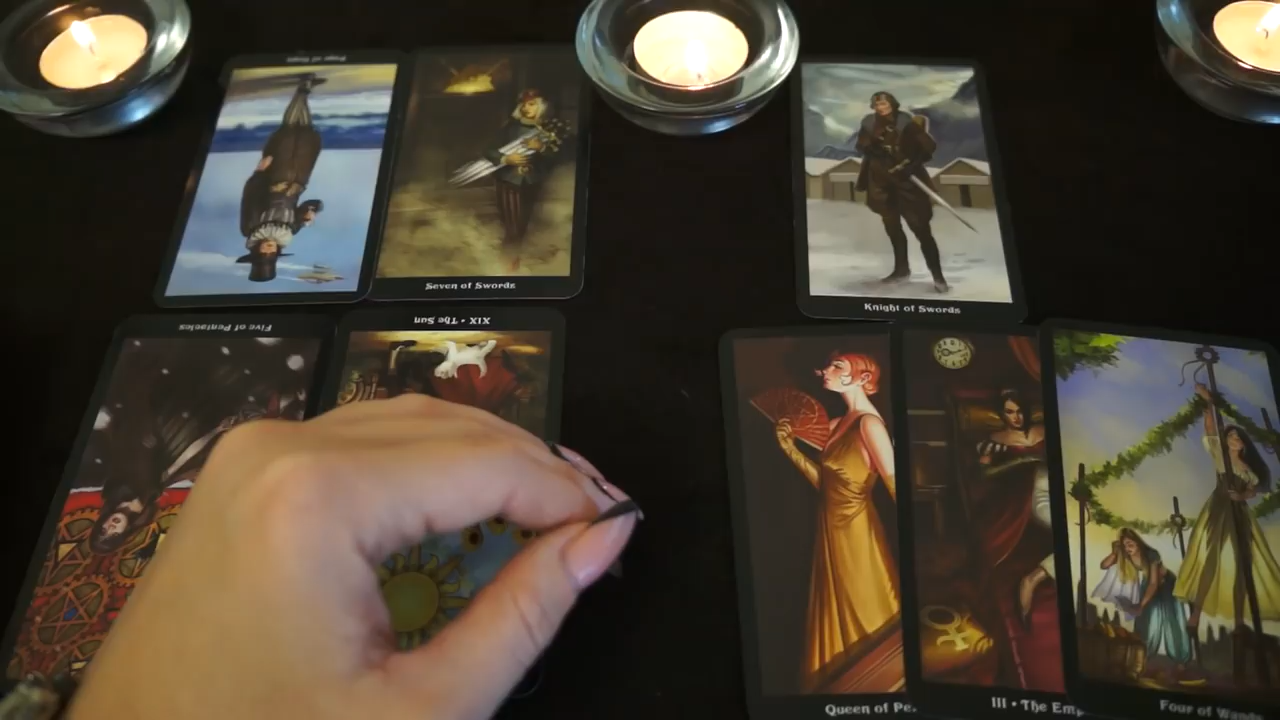 Seven of Swords
Knight of Swords
Five of Pentacles
XIX • The Sun
Queen of Pe
III • The Emp
Four of Wands